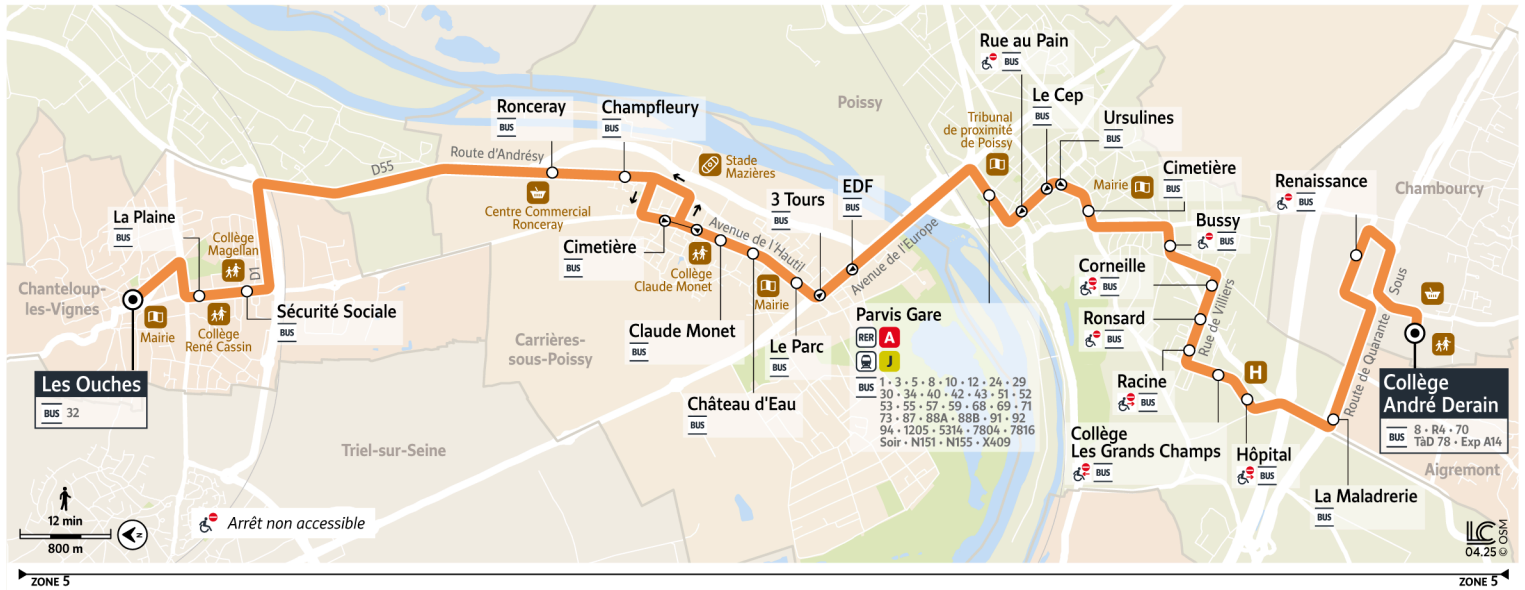 Rue au Pain
BUS
Le Cep
BUS
Poissy
Ursulines
BUS
Tribunal
de proximité
de Poissy
Ronceray
BUS
Champfleury
BUS
Route d'Andrésy
D55
Stade
Mazières
Cimetière
BUS
Mairie
Renaissance
BUS
Chambourcy
EDF
BUS
3 Tours
BUS
La Plaine
BUS
Centre Commercial
Ronceray
Bussy
BUS
Collège
Magellan
D1
Cimetière
BUS
Avenue de l'Hautil
Avenue de l'Europe
Collège
Claude Monet
Mairie
Corneille
BUS
Chanteloup-
les-Vignes
Mairie
Collège
René Cassin
Sécurité Sociale
BUS
Claude Monet
BUS
Le Parc
BUS
Carrières-
sous-Poissy
Parvis Gare
RER A
J
BUS
1 • 3 • 5 • 8 • 10 • 12 • 24 • 29
30 • 34 • 40 • 42 • 43 • 51 • 52
53 • 55 • 57 • 59 • 68 • 69 • 71
73 • 87 • 88A • 88B • 91 • 92
94 • 1205 • 5314 • 7804 • 7816
Soir • N151 • N155 • X409
Ronsard
BUS
Rue de Villiers
Route de Quarante Sous
Racine
BUS
H
Les Ouches
BUS 32
Château d'Eau
BUS
Collège
André Derain
BUS
8 • R4 • 70
TàD 78 • Exp A14
Collège
Les Grands Champs
BUS
Hôpital
BUS
Triel-sur-Seine
Aigremont
La Maladrerie
BUS
12 min
800 m
N
Arrêt non accessible
LC
04.25 © OSM
ZONE 5
ZONE 5